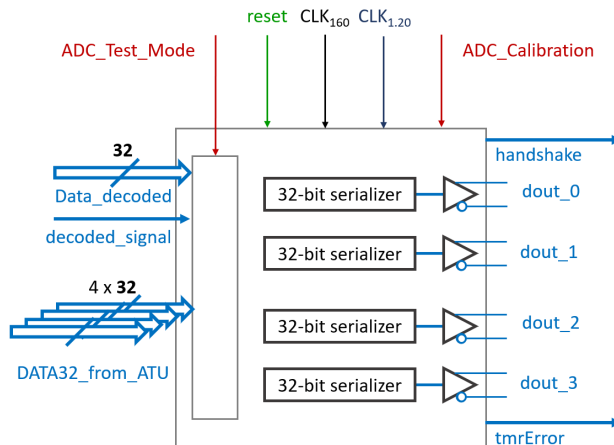 reset CLK160 CLK1.20
ADC_Test_Mode ADC_Calibration
32
Data_decoded
decoded_signal
4 x 32
DATA32_from_ATU
handshake
32-bit serializer dout_0
32-bit serializer dout_1
32-bit serializer dout_2
32-bit serializer dout_3
tmrError